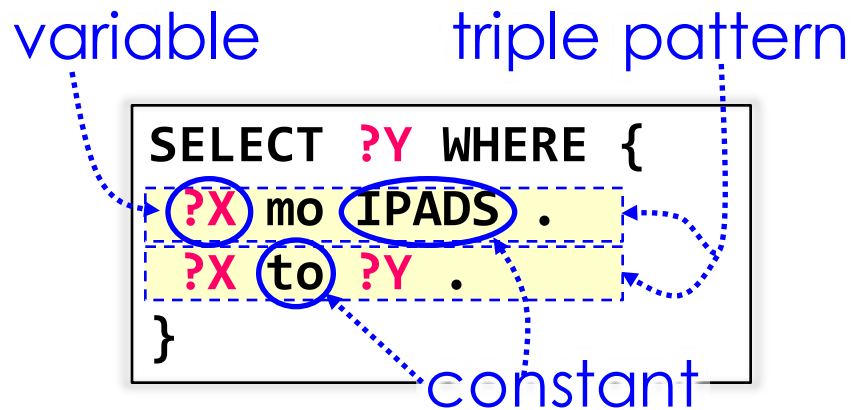 variable
triple pattern
SELECT ?Y WHERE {
?X mo IPADS .
?X to ?Y .
}
constant